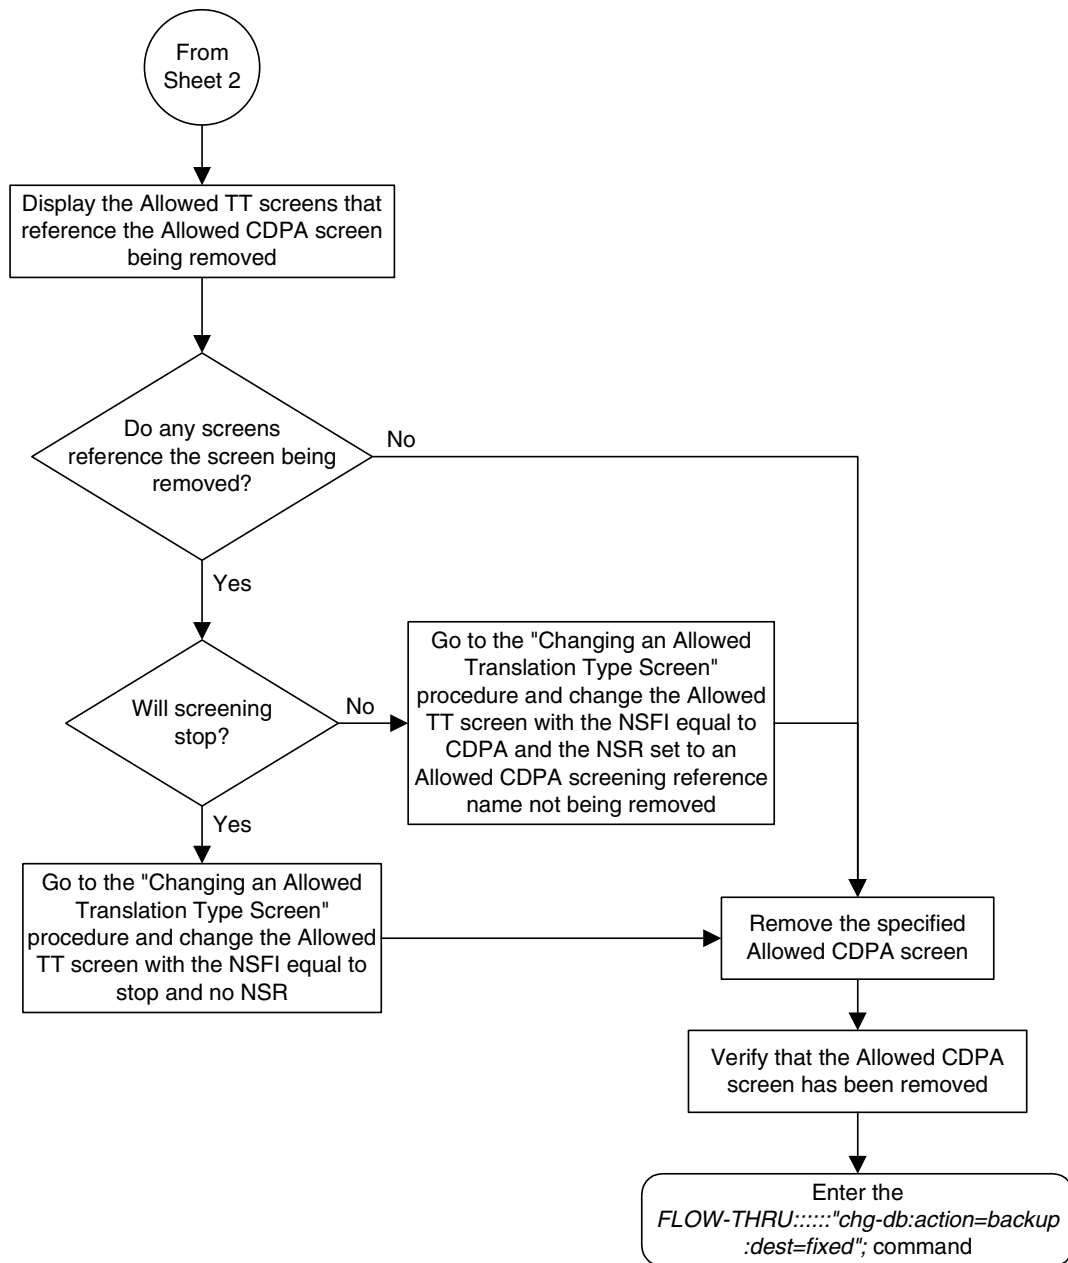 From
Sheet 2
Display the Allowed TT screens that
reference the Allowed CDPA screen
being removed
Do any screens
reference the screen being
removed?
No
Yes
Will screening
stop?
No
Go to the "Changing an Allowed
Translation Type Screen"
procedure and change the Allowed
TT screen with the NSFI equal to
CDPA and the NSR set to an
Allowed CDPA screening reference
name not being removed
Yes
Go to the "Changing an Allowed
Translation Type Screen"
procedure and change the Allowed
TT screen with the NSFI equal to
stop and no NSR
Remove the specified
Allowed CDPA screen
Verify that the Allowed CDPA
screen has been removed
Enter the
FLOW-THRU::::::"chg-db:action=backup
:dest=fixed"; command